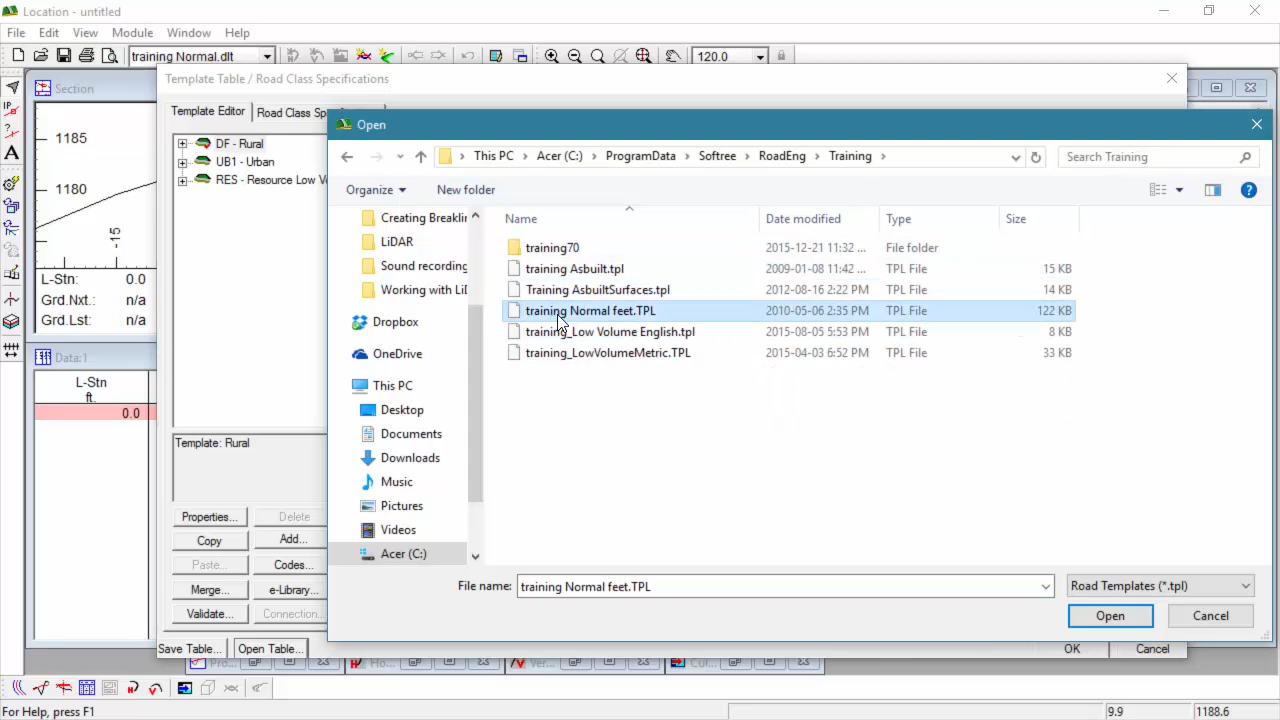 Location - untitled
File Edit View Module Window Help
training Normal.dlt 120.0
Section
1185
1180
-15
L-Stn: 0.0
Grd.Nxt.: n/a
Grd.Lst: n/a
Data:1
L-Stn
ft.
0.0
Template Table / Road Class Specifications
Template Editor Road Class Sp
DF - Rural
UB1 - Urban
RES - Resource Low V
Template: Rural
Properties... Delete
Copy Add...
Paste... Codes...
Merge... e-Library...
Validate... Connection...
Save Table... Open Table... OK Cancel
Open
This PC Acer (C:) ProgramData Softree RoadEng Training
Search Training
Organize New folder
Creating Breaklin
LiDAR
Sound recording
Working with LiD
Dropbox
OneDrive
This PC
Desktop
Documents
Downloads
Music
Pictures
Videos
Acer (C:)
Name Date modified Type Size
training70 2015-12-21 11:32 ... File folder
training Asbuilt.tpl 2009-01-08 11:42 ... TPL File 15 KB
Training AsbuiltSurfaces.tpl 2012-08-16 2:22 PM TPL File 14 KB
training Normal feet.TPL 2010-05-06 2:35 PM TPL File 122 KB
training_Low Volume English.tpl 2015-08-05 5:53 PM TPL File 8 KB
training_LowVolumeMetric.TPL 2015-04-03 6:52 PM TPL File 33 KB
File name: training Normal feet.TPL Road Templates (*.tpl)
Open Cancel
For Help, press F1 9.9 1188.6